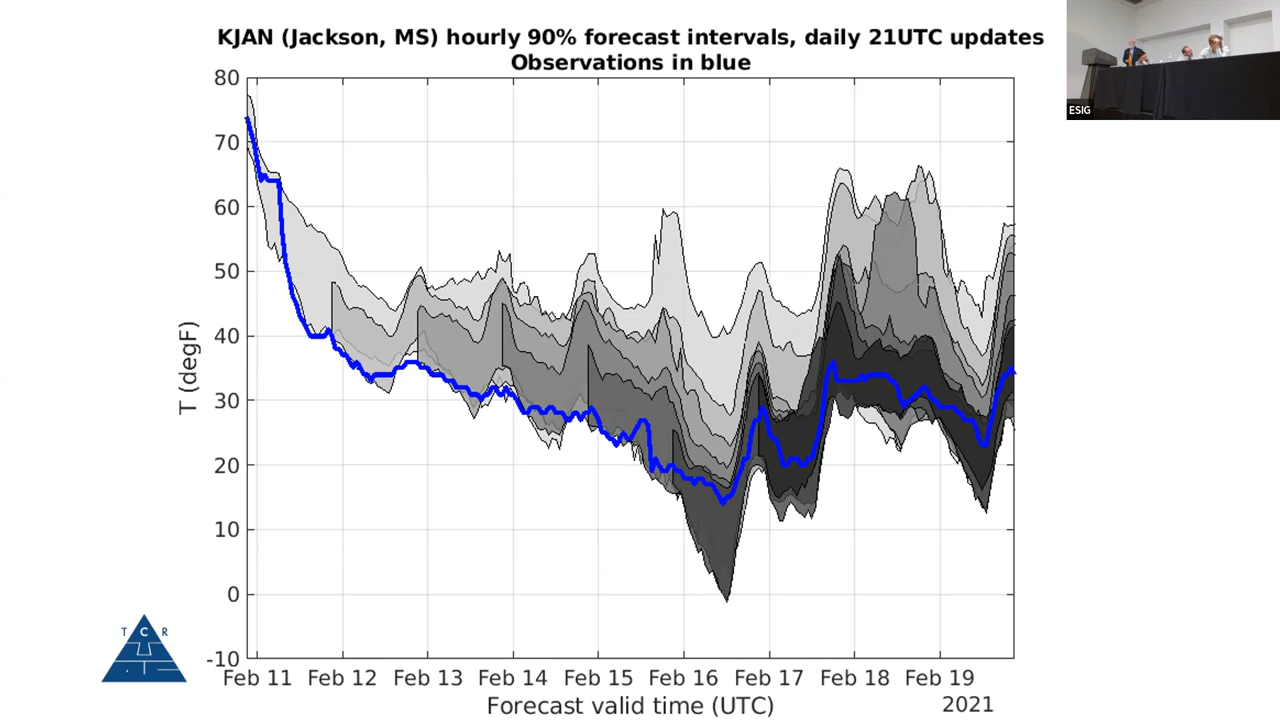 KJAN (Jackson, MS) hourly 90% forecast intervals, daily 21UTC updates
Observations in blue
ESIG
80
70
60
50
40
30
20
10
0
-10
T (degF)
Feb 11 Feb 12 Feb 13 Feb 14 Feb 15 Feb 16 Feb 17 Feb 18 Feb 19
2021
Forecast valid time (UTC)
T C R